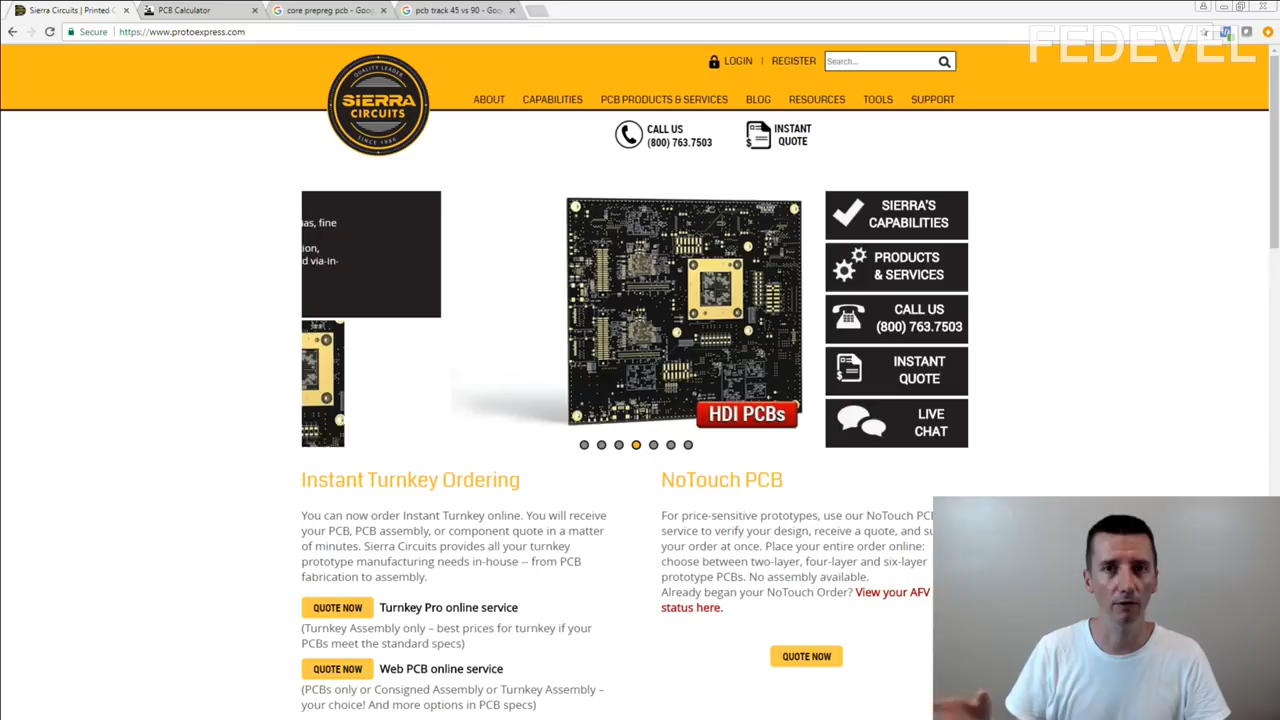 Sierra Circuits | Printed C
PCB Calculator
core prepreg pcb - Goog
pcb track 45 vs 90 - Goo
Secure
https://www.protoexpress.com
FEDEVEL
LOGIN | REGISTER
Search...
QUALITY LEADER
SIERRA
CIRCUITS
SINCE 1986
ABOUT
CAPABILITIES
PCB PRODUCTS & SERVICES
BLOG
RESOURCES
TOOLS
SUPPORT
CALL US
(800) 763.7503
INSTANT
QUOTE
as, fine
ion,
d via-in-
HDI PCBs
SIERRA'S
CAPABILITIES
PRODUCTS
& SERVICES
CALL US
(800) 763.7503
INSTANT
QUOTE
LIVE
CHAT
Instant Turnkey Ordering
You can now order Instant Turnkey online. You will receive
your PCB, PCB assembly, or component quote in a matter
of minutes. Sierra Circuits provides all your turnkey
prototype manufacturing needs in-house -- from PCB
fabrication to assembly.
QUOTE NOW
Turnkey Pro online service
(Turnkey Assembly only – best prices for turnkey if your
PCBs meet the standard specs)
QUOTE NOW
Web PCB online service
(PCBs only or Consigned Assembly or Turnkey Assembly –
your choice! And more options in PCB specs)
NoTouch PCB
For price-sensitive prototypes, use our NoTouch PC
service to verify your design, receive a quote, and su
your order at once. Place your entire order online:
choose between two-layer, four-layer and six-layer
prototype PCBs. No assembly available.
Already began your NoTouch Order? View your AFV
status here.
QUOTE NOW